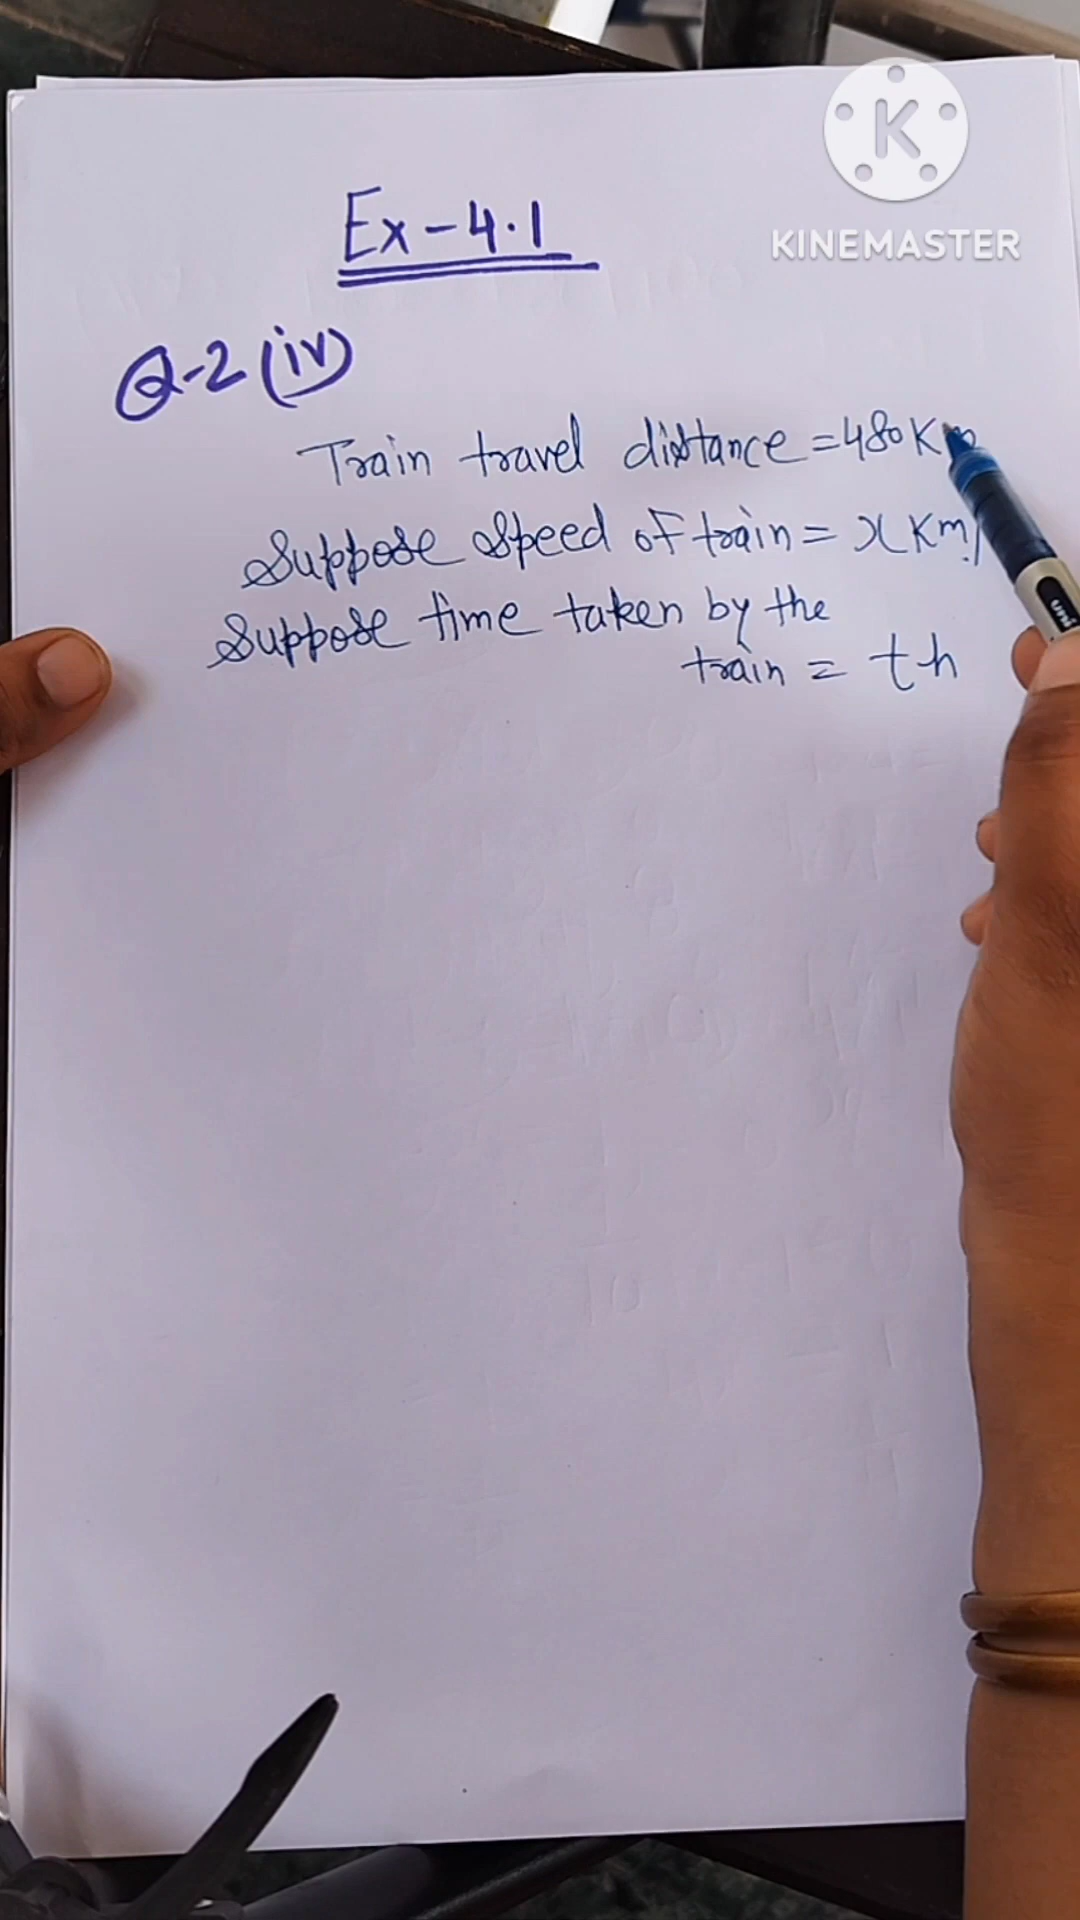 K
KINEMASTER
Ex-4.1
Q-2(iv)
Train travel distance = 480 Km
Suppose speed of train = x Km/
Suppose time taken by the
train = t h